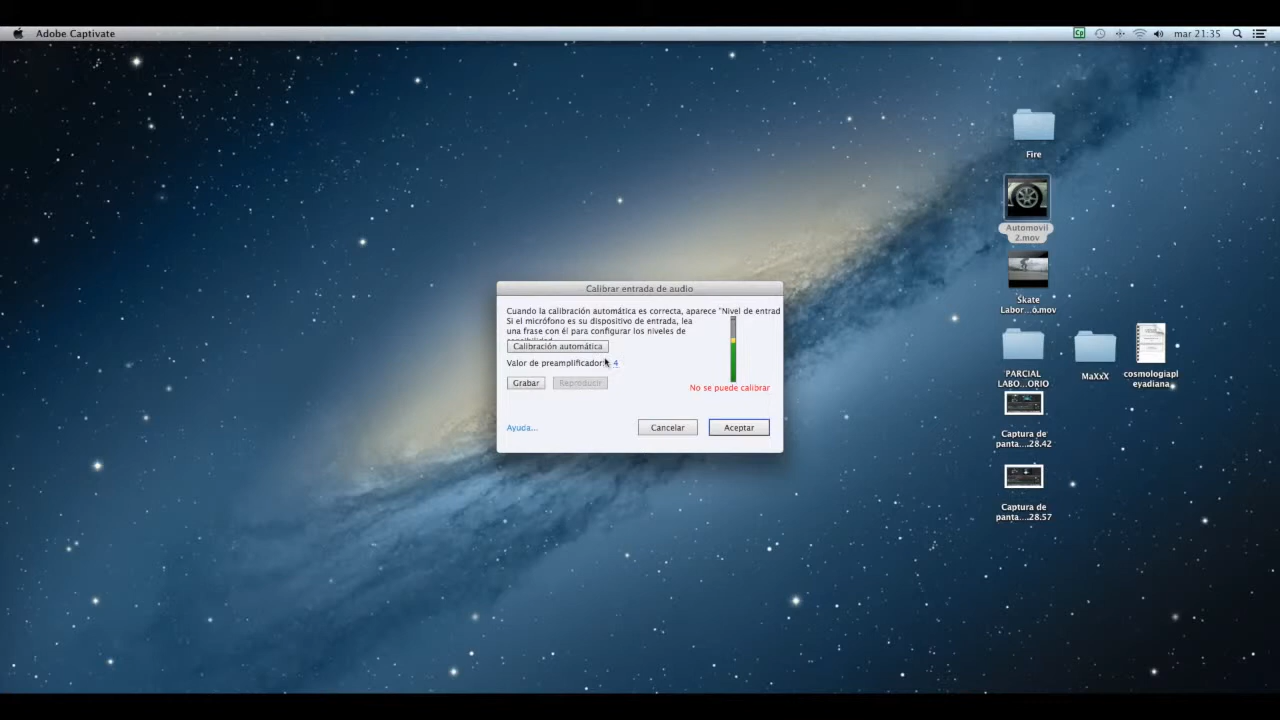 Adobe Captivate
mar 21:35
Fire
Automovil
2.mov
Skate
Labor...o.mov
PARCIAL
LABO...ORIO
MaXxX
cosmologiapl
eyadiana
Captura de
panta....28.42
Captura de
panta....28.57
Calibrar entrada de audio
Cuando la calibración automática es correcta, aparece "Nivel de entrad
Si el micrófono es su dispositivo de entrada, lea
una frase con él para configurar los niveles de
Calibración automática
Valor de preamplificador: 4
Grabar
Reproducir
No se puede calibrar
Ayuda...
Cancelar
Aceptar